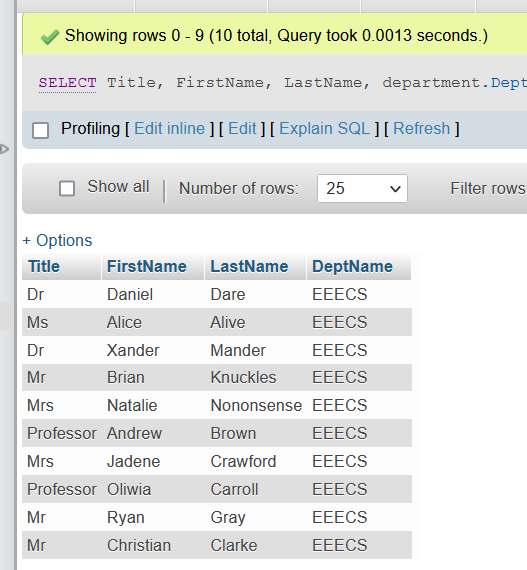 Showing rows 0 - 9 (10 total, Query took 0.0013 seconds.)
SELECT Title, FirstName, LastName, department.Dept
Profiling [ Edit inline ] [ Edit ] [ Explain SQL ] [ Refresh ]
Show all | Number of rows: 25 Filter rows
+ Options
Title FirstName LastName DeptName
Dr Daniel Dare EEECS
Ms Alice Alive EEECS
Dr Xander Mander EEECS
Mr Brian Knuckles EEECS
Mrs Natalie Nononsense EEECS
Professor Andrew Brown EEECS
Mrs Jadene Crawford EEECS
Professor Oliwia Carroll EEECS
Mr Ryan Gray EEECS
Mr Christian Clarke EEECS